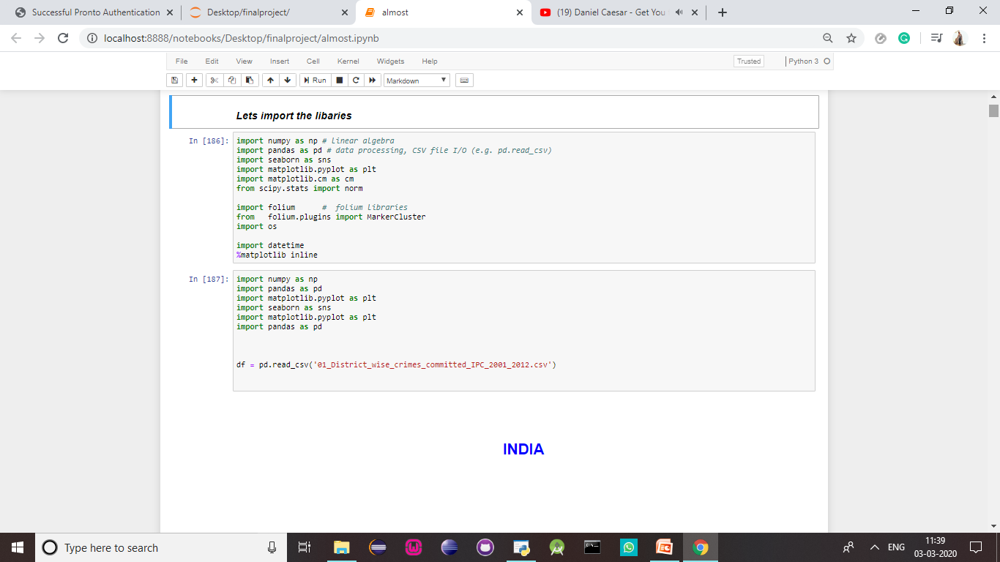 Successful Pronto Authentication
Desktop/finalproject/
almost
(19) Daniel Caesar - Get You
localhost:8888/notebooks/Desktop/finalproject/almost.ipynb
File Edit View Insert Cell Kernel Widgets Help
Trusted
Python 3
Run
Markdown
Lets import the libaries
In [186]:
import numpy as np # linear algebra
import pandas as pd # data processing, CSV file I/O (e.g. pd.read_csv)
import seaborn as sns
import matplotlib.pyplot as plt
import matplotlib.cm as cm
from scipy.stats import norm
import folium      #  folium libraries
from   folium.plugins import MarkerCluster
import os
import datetime
%matplotlib inline
In [187]:
import numpy as np
import pandas as pd
import matplotlib.pyplot as plt
import seaborn as sns
import matplotlib.pyplot as plt
import pandas as pd
df = pd.read_csv('01_District_wise_crimes_committed_IPC_2001_2012.csv')
INDIA
Type here to search
ENG
11:39
03-03-2020